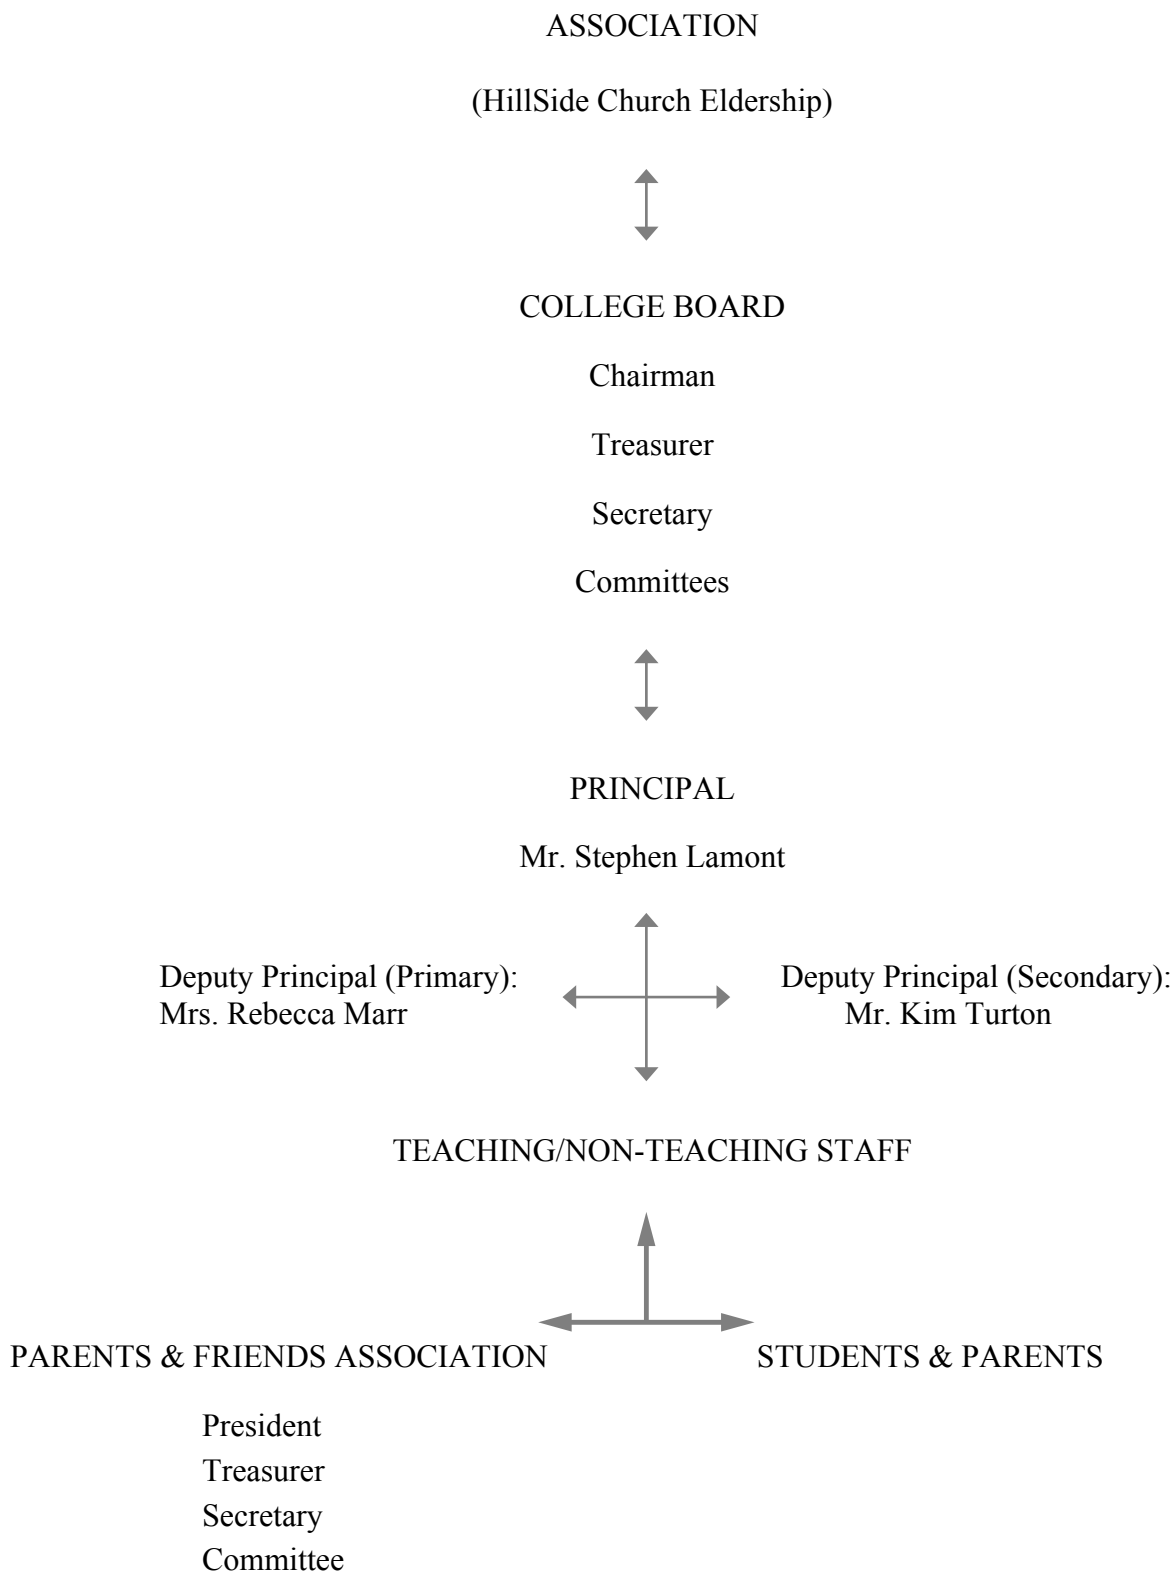 ASSOCIATION
(HillSide Church Eldership)
COLLEGE BOARD
Chairman
Treasurer
Secretary
Committees
PRINCIPAL
Mr. Stephen Lamont
Deputy Principal (Primary):
Mrs. Rebecca Marr
Deputy Principal (Secondary):
Mr. Kim Turton
TEACHING/NON-TEACHING STAFF
PARENTS & FRIENDS ASSOCIATION
STUDENTS & PARENTS
President
Treasurer
Secretary
Committee